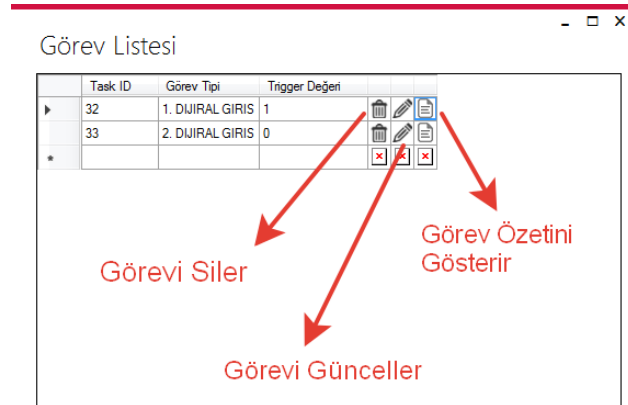 Görev Listesi
Task ID Görev Tipi Trigger Değeri
32 1. DIJIRAL GIRIS 1
33 2. DIJIRAL GIRIS 0
Görev Özetini
Gösterir
Görevi Siler
Görevi Günceller